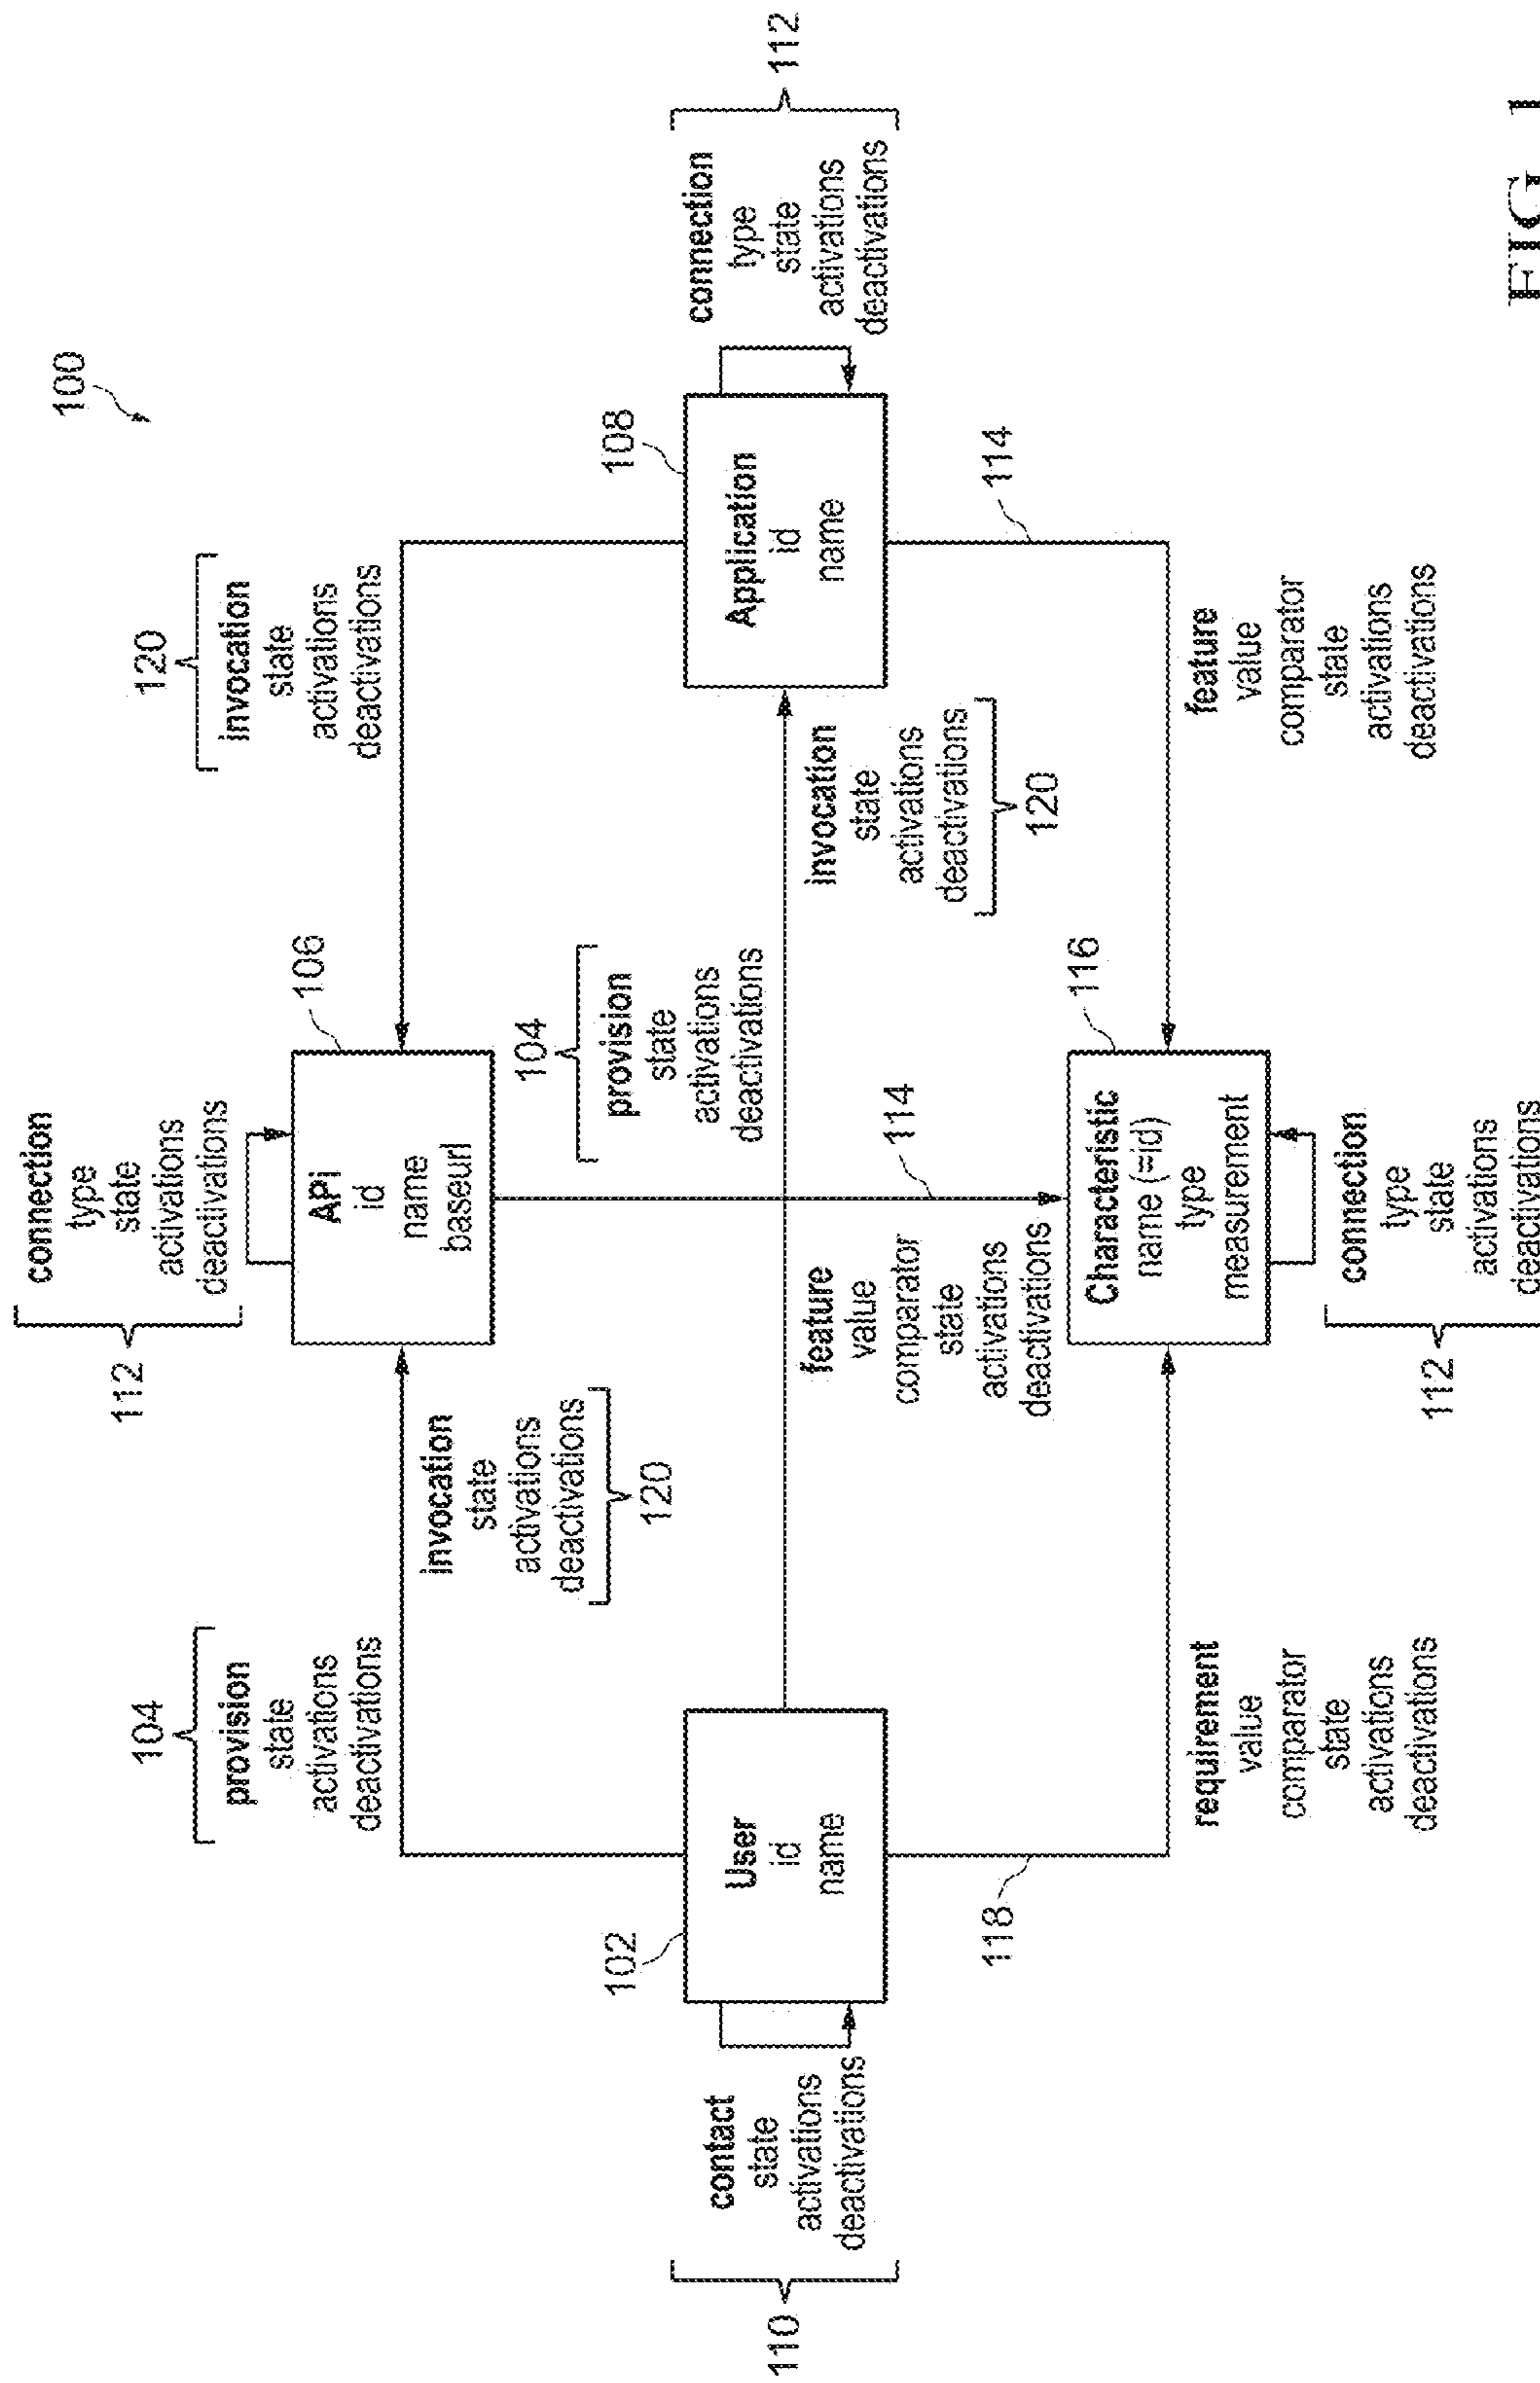 100
112
connection
type
state
activations
deactivations
104
provision
state
activations
deactivations
120
invocation
state
activations
deactivations
106
API
id
name
baseurl
invocation
state
activations
deactivations
120
104
provision
state
activations
deactivations
110
contact
state
activations
deactivations
102
User
id
name
108
Application
id
name
connection
type
state
activations
deactivations
112
invocation
state
activations
deactivations
120
feature
value
comparator
state
activations
deactivations
114
118
114
116
Characteristic
name (=id)
type
measurement
requirement
value
comparator
state
activations
deactivations
feature
value
comparator
state
activations
deactivations
112
connection
type
state
activations
deactivations
FIG. 1